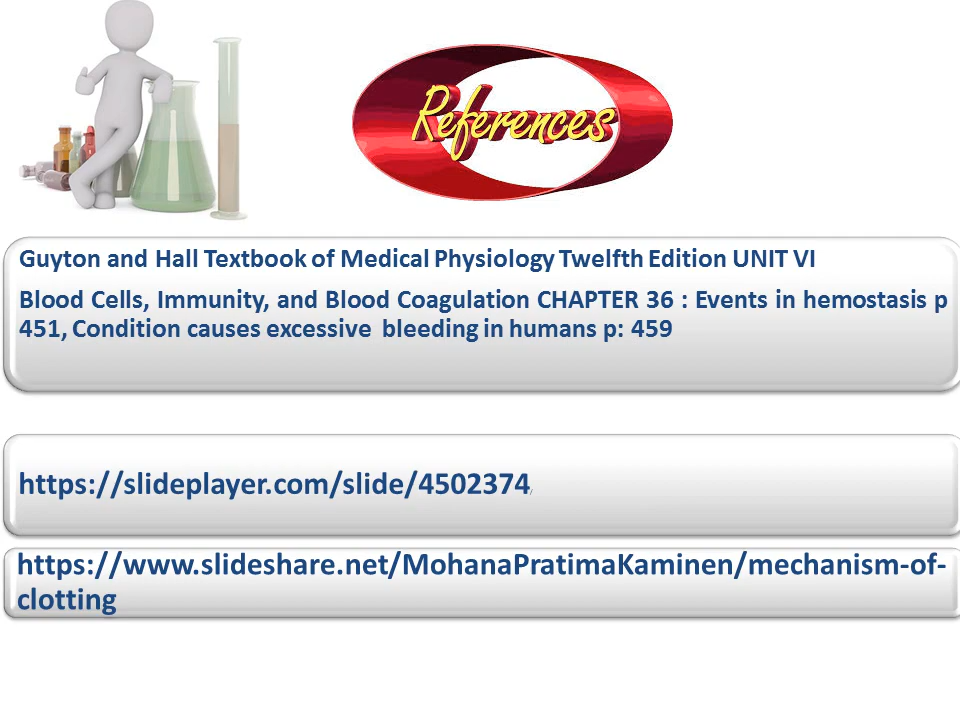 References
Guyton and Hall Textbook of Medical Physiology Twelfth Edition UNIT VI
Blood Cells, Immunity, and Blood Coagulation CHAPTER 36 : Events in hemostasis p
451, Condition causes excessive bleeding in humans p: 459
https://slideplayer.com/slide/4502374/
https://www.slideshare.net/MohanaPratimaKaminen/mechanism-of-
clotting